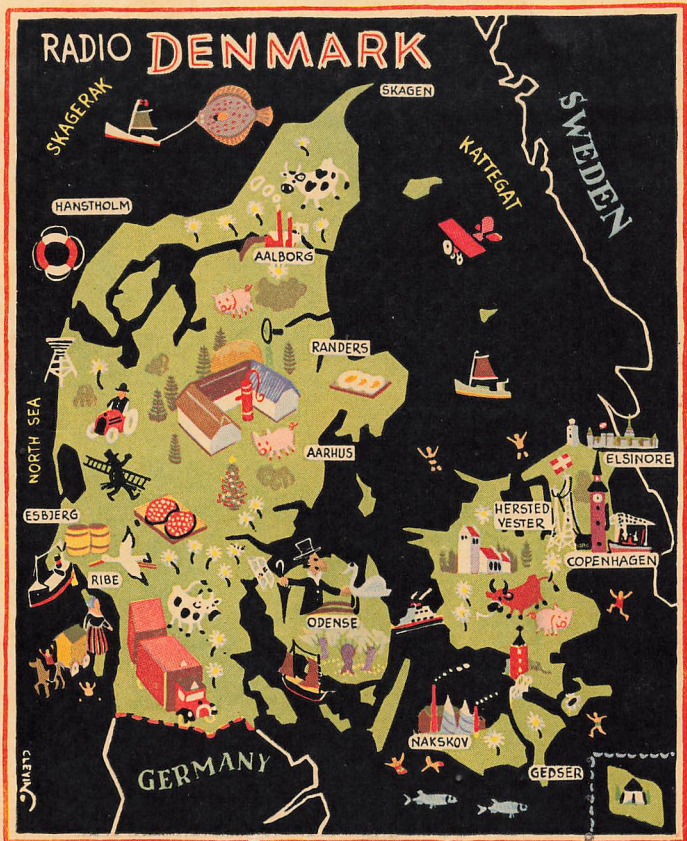 RADIO DENMARK
SKAGERAK
SKAGEN
SWEDEN
KATTEGAT
HANSTHOLM
AALBORG
RANDERS
NORTH SEA
AARHUS
ELSINORE
ESBJERG
HERSTED
VESTER
COPENHAGEN
RIBE
ODENSE
NAKSKOV
GERMANY
GEDSER